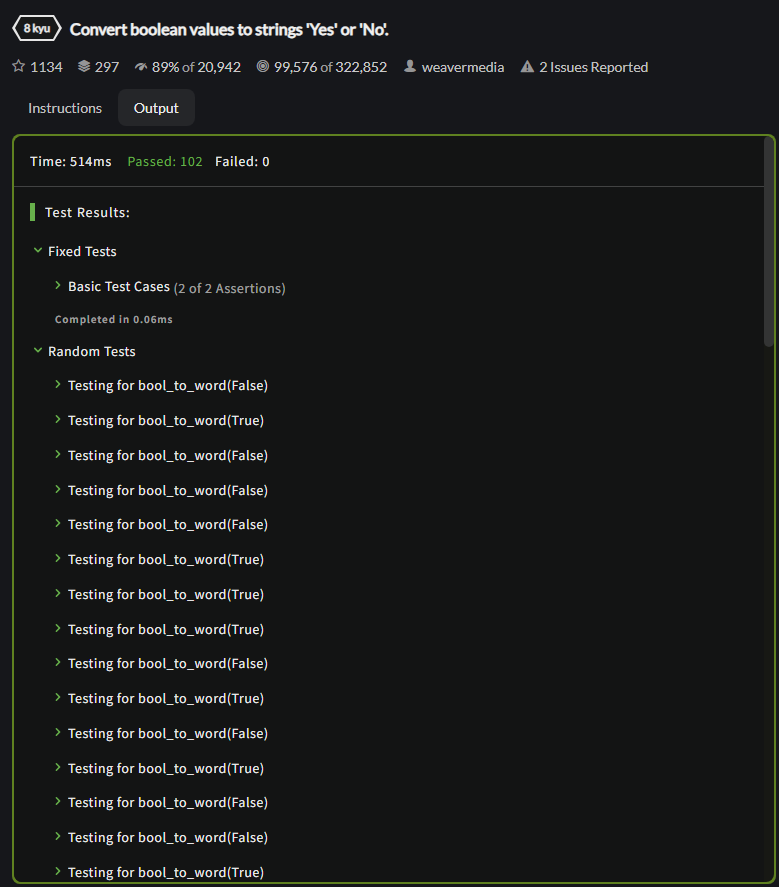 8 kyu Convert boolean values to strings 'Yes' or 'No'.
1134 297 89% of 20,942 99,576 of 322,852 weavermedia 2 Issues Reported
Instructions Output
Time: 514ms Passed: 102 Failed: 0
Test Results:
Fixed Tests
Basic Test Cases (2 of 2 Assertions)
Completed in 0.06ms
Random Tests
Testing for bool_to_word(False)
Testing for bool_to_word(True)
Testing for bool_to_word(False)
Testing for bool_to_word(False)
Testing for bool_to_word(False)
Testing for bool_to_word(True)
Testing for bool_to_word(True)
Testing for bool_to_word(True)
Testing for bool_to_word(False)
Testing for bool_to_word(True)
Testing for bool_to_word(False)
Testing for bool_to_word(True)
Testing for bool_to_word(False)
Testing for bool_to_word(False)
Testing for bool_to_word(True)